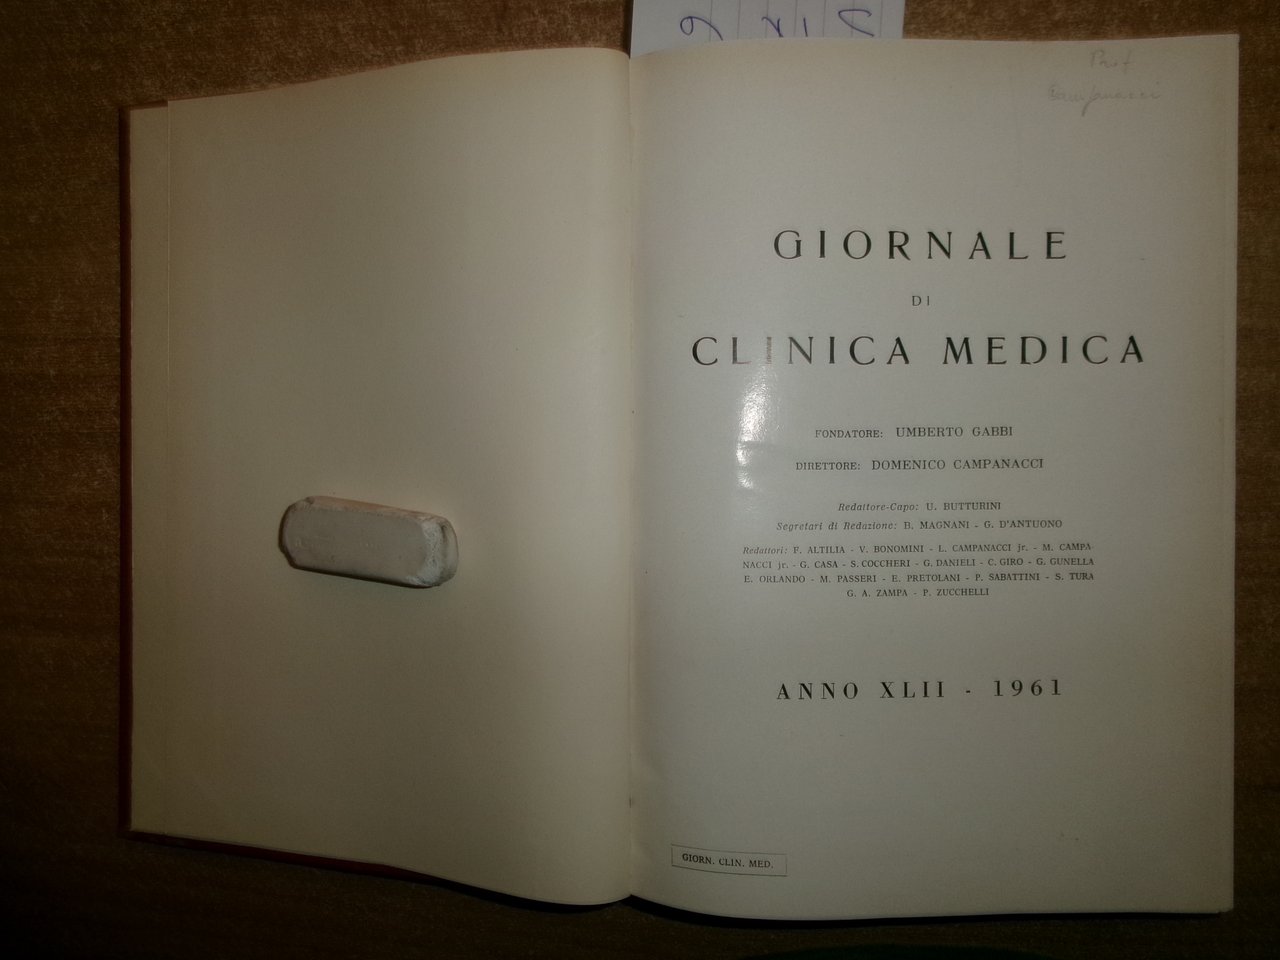 Prof
Campanacci
GIORNALE
DI
CLINICA MEDICA
FONDATORE: UMBERTO GABBI
DIRETTORE: DOMENICO CAMPANACCI
Redattore-Capo: U. BUTTURINI
Segretari di Redazione: B. MAGNANI - G. D'ANTUONO
Redattori: F. ALTILIA - V. BONOMINI - L. CAMPANACCI jr. - M. CAMPA
NACCI jr. - G. CASA - S. COCCHERI - G. DANIELI - C. GIRO - G. GUNELLA
E. ORLANDO - M. PASSERI - E. PRETOLANI - P. SABATTINI - S. TURA
G. A. ZAMPA - P. ZUCCHELLI
ANNO XLII - 1961
GIORN. CLIN. MED.